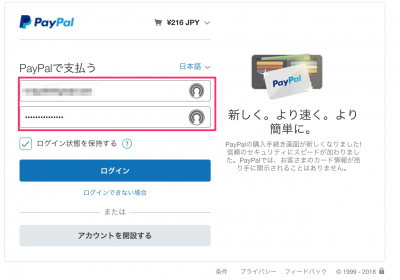 PayPal
¥216 JPY
PayPalで支払う
日本語
ログイン状態を保持する
?
ログイン
ログインできない場合
または
アカウントを開設する
PayPal
新しく。より速く。より
簡単に。
PayPalの購入手続き画面が新しくなりました!
信頼のセキュリティにスピードが加わりまし
た。PayPalでは、お客さまのカード情報が売
り手に開示されることはありません。
条件 プライバシー フィードバック © 1999 - 2018